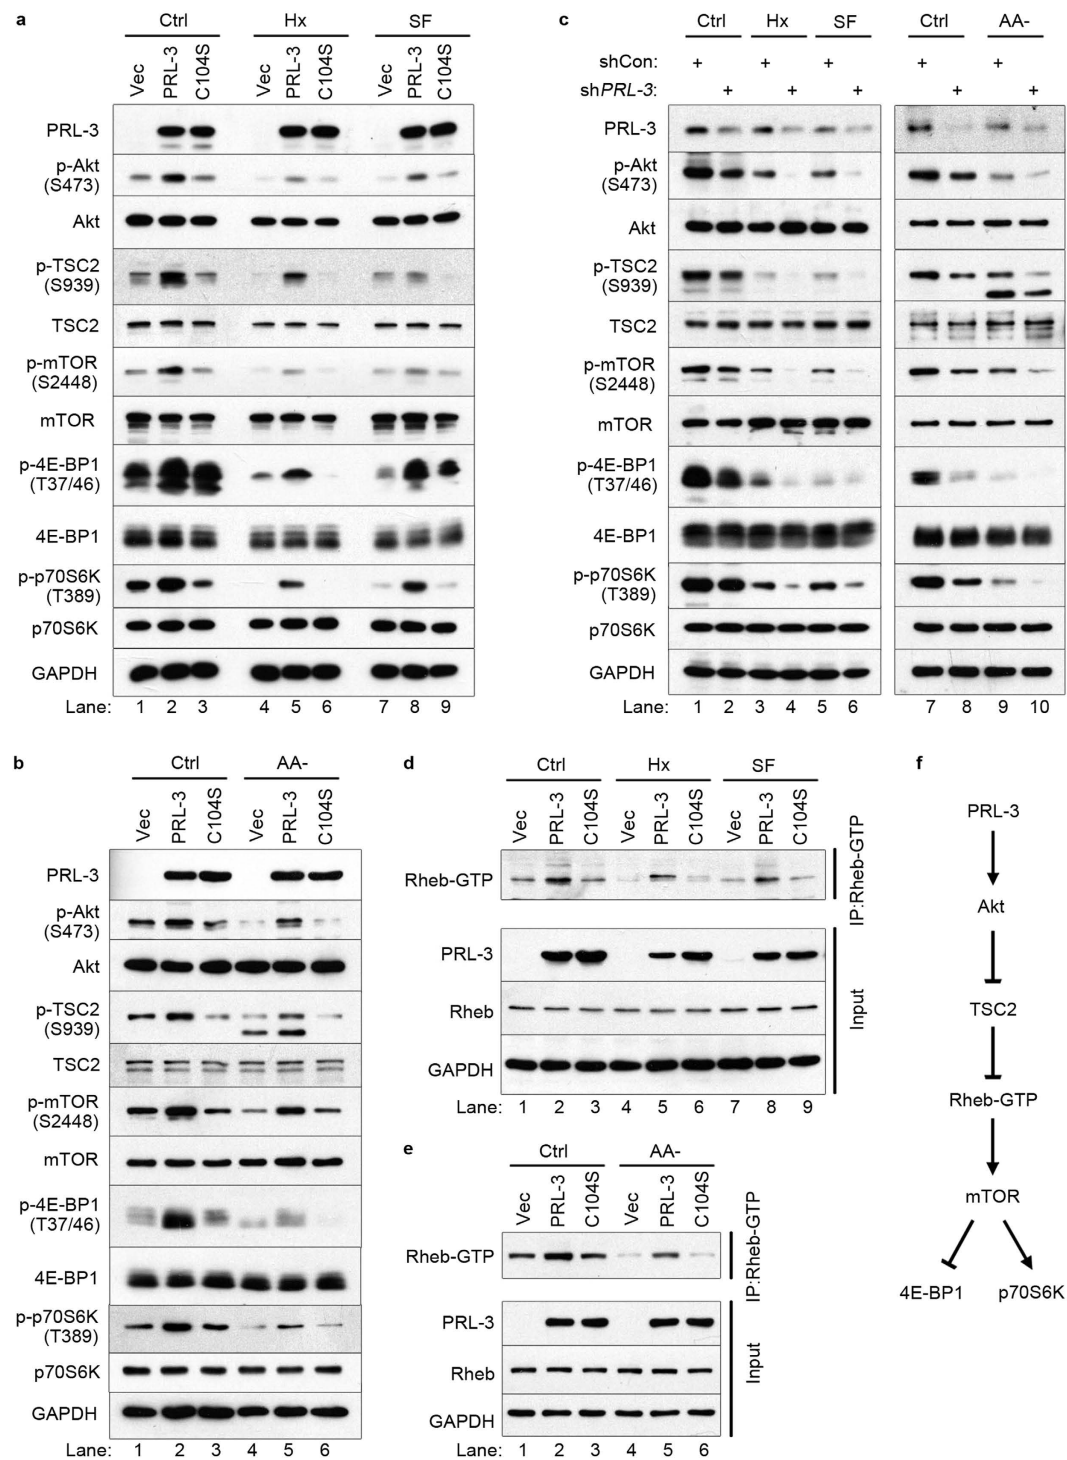 a
Ctrl Hx SF
Vec PRL-3 C104S Vec PRL-3 C104S Vec PRL-3 C104S
PRL-3
p-Akt
(S473)
Akt
p-TSC2
(S939)
TSC2
p-mTOR
(S2448)
mTOR
p-4E-BP1
(T37/46)
4E-BP1
p-p70S6K
(T389)
p70S6K
GAPDH
Lane: 1 2 3 4 5 6 7 8 9
c
Ctrl Hx SF Ctrl AA-
shCon: + + + + +
shPRL-3: + + + + +
PRL-3
p-Akt
(S473)
Akt
p-TSC2
(S939)
TSC2
p-mTOR
(S2448)
mTOR
p-4E-BP1
(T37/46)
4E-BP1
p-p70S6K
(T389)
p70S6K
GAPDH
Lane: 1 2 3 4 5 6 7 8 9 10
b
Ctrl AA-
Vec PRL-3 C104S Vec PRL-3 C104S
PRL-3
p-Akt
(S473)
Akt
p-TSC2
(S939)
TSC2
p-mTOR
(S2448)
mTOR
p-4E-BP1
(T37/46)
4E-BP1
p-p70S6K
(T389)
p70S6K
GAPDH
Lane: 1 2 3 4 5 6
d
Ctrl Hx SF
Vec PRL-3 C104S Vec PRL-3 C104S Vec PRL-3 C104S
Rheb-GTP
IP:Rheb-GTP
PRL-3
Rheb
GAPDH
Input
Lane: 1 2 3 4 5 6 7 8 9
e
Ctrl AA-
Vec PRL-3 C104S Vec PRL-3 C104S
Rheb-GTP
IP:Rheb-GTP
PRL-3
Rheb
GAPDH
Input
Lane: 1 2 3 4 5 6
f
PRL-3
Akt
TSC2
Rheb-GTP
mTOR
4E-BP1 p70S6K